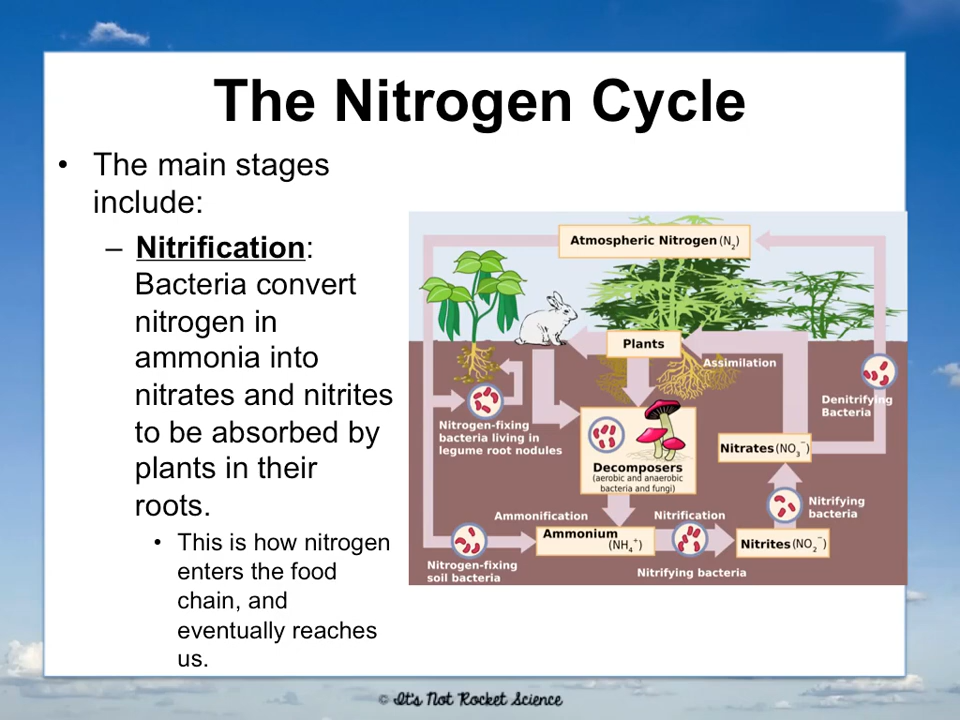 The Nitrogen Cycle
• The main stages
include:
– Nitrification:
Bacteria convert
nitrogen in
ammonia into
nitrates and nitrites
to be absorbed by
plants in their
roots.
• This is how nitrogen
enters the food
chain, and
eventually reaches
us.
Atmospheric Nitrogen (N2)
Plants
Assimilation
Denitrifying
Bacteria
Nitrogen-fixing
bacteria living in
legume root nodules
Decomposers
(aerobic and anaerobic
bacteria and fungi)
Nitrates (NO3−)
Nitrifying
bacteria
Ammonification
Nitrification
Ammonium (NH4+)
Nitrites (NO2−)
Nitrogen-fixing
soil bacteria
Nitrifying bacteria
© It's Not Rocket Science